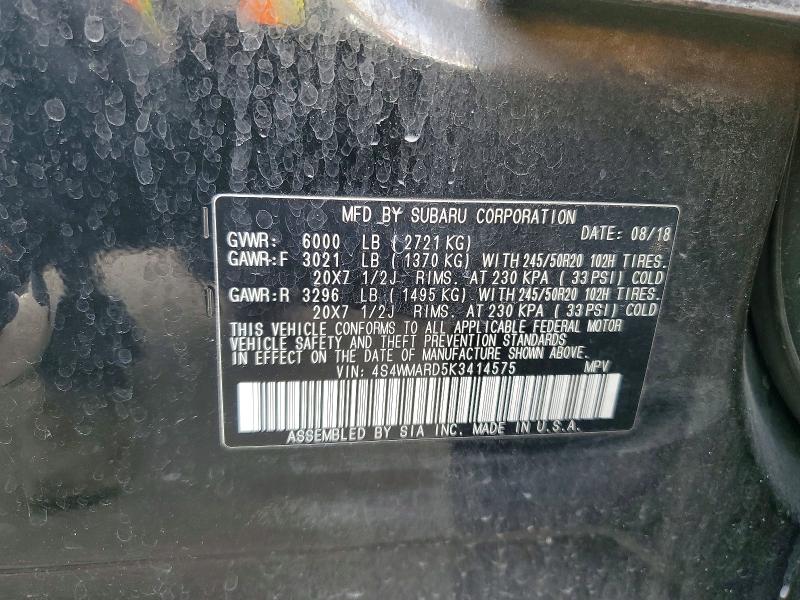 MFD BY SUBARU CORPORATION
DATE: 08/18
GVWR: 6000 LB ( 2721 KG)
GAWR:F 3021 LB ( 1370 KG) WITH 245/50R20 102H TIRES.
20X7 1/2J RIMS. AT 230 KPA ( 33 PSI) COLD
GAWR:R 3296 LB ( 1495 KG) WITH 245/50R20 102H TIRES.
20X7 1/2J RIMS. AT 230 KPA ( 33 PSI) COLD
THIS VEHICLE CONFORMS TO ALL APPLICABLE FEDERAL MOTOR
VEHICLE SAFETY AND THEFT PREVENTION STANDARDS
IN EFFECT ON THE DATE OF MANUFACTURE SHOWN ABOVE.
VIN: 4S4WMARD5K3414575 MPV
ASSEMBLED BY SIA INC. MADE IN U.S.A.